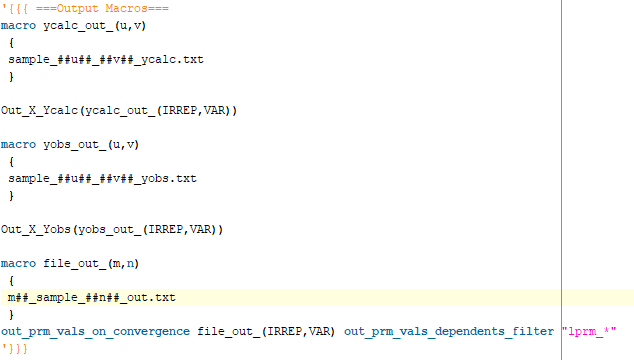 '{{{ ===Output Macros===
macro ycalc_out_(u,v)
{
sample_##u##_##v##_ycalc.txt
}
Out_X_Ycalc(ycalc_out_(IRREP,VAR))
macro yobs_out_(u,v)
{
sample_##u##_##v##_yobs.txt
}
Out_X_Yobs(yobs_out_(IRREP,VAR))
macro file_out_(m,n)
{
m##_sample_##n##_out.txt
}
out_prm_vals_on_convergence file_out_(IRREP,VAR) out_prm_vals_dependents_filter "lprm_*"
'}}}